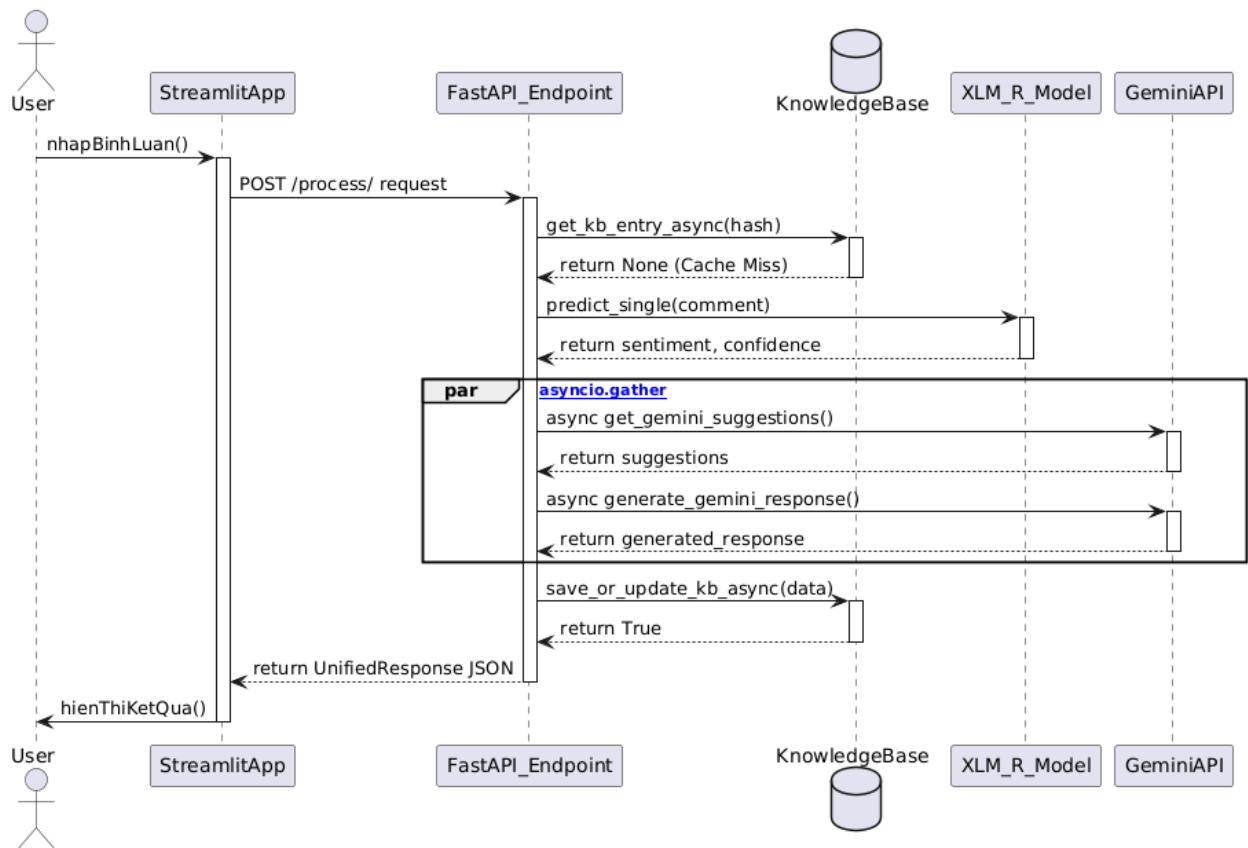 User
StreamlitApp
FastAPI_Endpoint
KnowledgeBase
XLM_R_Model
GeminiAPI
nhapBinhLuan()
POST /process/ request
get_kb_entry_async(hash)
return None (Cache Miss)
predict_single(comment)
return sentiment, confidence
par
asyncio.gather
async get_gemini_suggestions()
return suggestions
async generate_gemini_response()
return generated_response
save_or_update_kb_async(data)
return True
return UnifiedResponse JSON
hienThiKetQua()
User
StreamlitApp
FastAPI_Endpoint
KnowledgeBase
XLM_R_Model
GeminiAPI